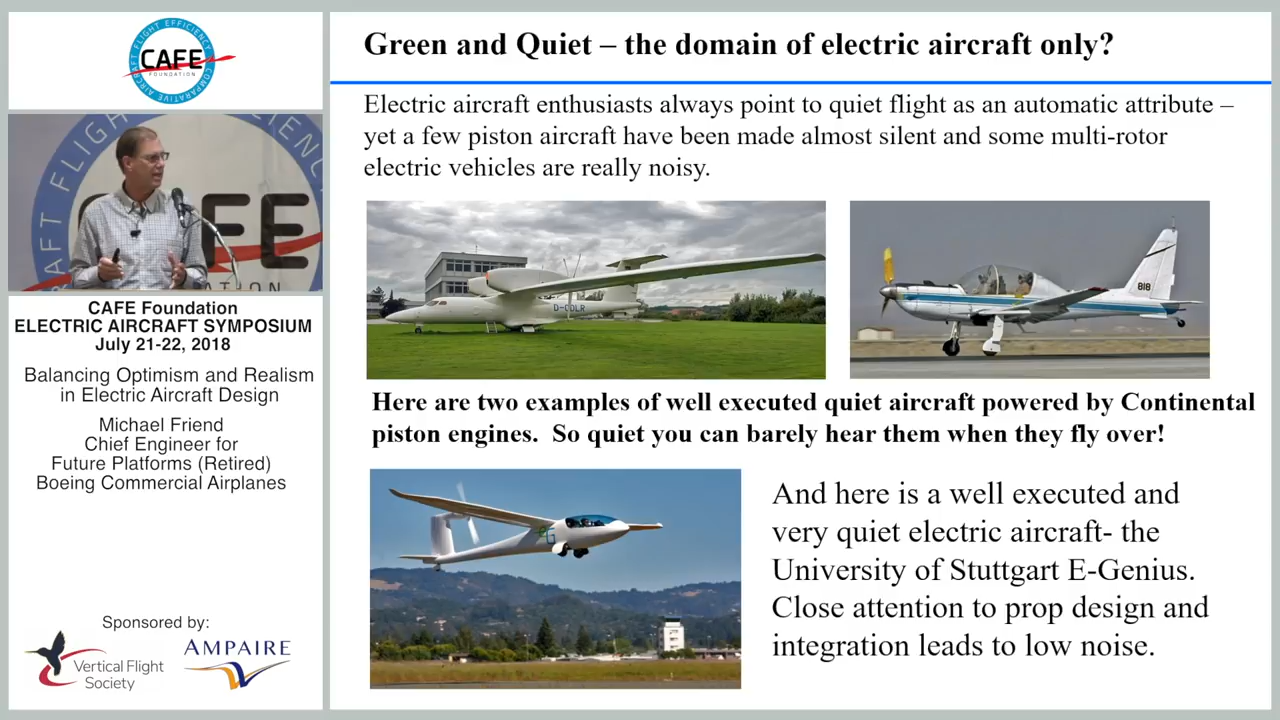 CAFE
FOUNDATION
AIRCRAFT FLIGHT EFFICIENCY
COMPARATIVE
CAFE Foundation
ELECTRIC AIRCRAFT SYMPOSIUM
July 21-22, 2018
Balancing Optimism and Realism
in Electric Aircraft Design
Michael Friend
Chief Engineer for
Future Platforms (Retired)
Boeing Commercial Airplanes
Sponsored by:
Vertical Flight
Society
AMPAIRE
Green and Quiet – the domain of electric aircraft only?
Electric aircraft enthusiasts always point to quiet flight as an automatic attribute –
yet a few piston aircraft have been made almost silent and some multi-rotor
electric vehicles are really noisy.
D-CDLR
818
Here are two examples of well executed quiet aircraft powered by Continental
piston engines. So quiet you can barely hear them when they fly over!
And here is a well executed and
very quiet electric aircraft- the
University of Stuttgart E-Genius.
Close attention to prop design and
integration leads to low noise.